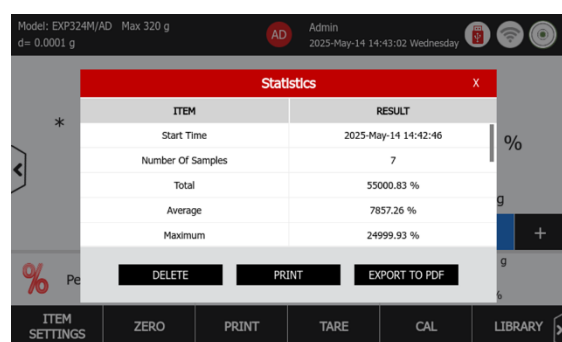 Model: EXP324M/AD Max 320 g
d= 0.0001 g
AD
Admin
2025-May-14 14:43:02 Wednesday
Statistics X
ITEM RESULT
Start Time 2025-May-14 14:42:46
Number Of Samples 7
Total 55000.83 %
Average 7857.26 %
Maximum 24999.93 %
DELETE PRINT EXPORT TO PDF
*
%
g
+
%
Pe
g
%
ITEM SETTINGS ZERO PRINT TARE CAL LIBRARY